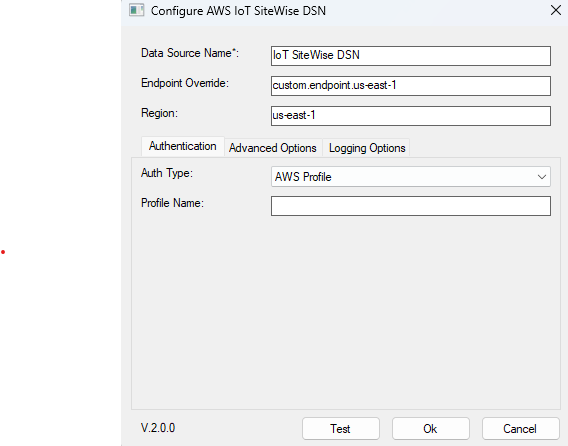 Configure AWS IoT SiteWise DSN
Data Source Name*: IoT SiteWise DSN
Endpoint Override: custom.endpoint.us-east-1
Region: us-east-1
Authentication Advanced Options Logging Options
Auth Type: AWS Profile
Profile Name:
V.2.0.0 Test Ok Cancel